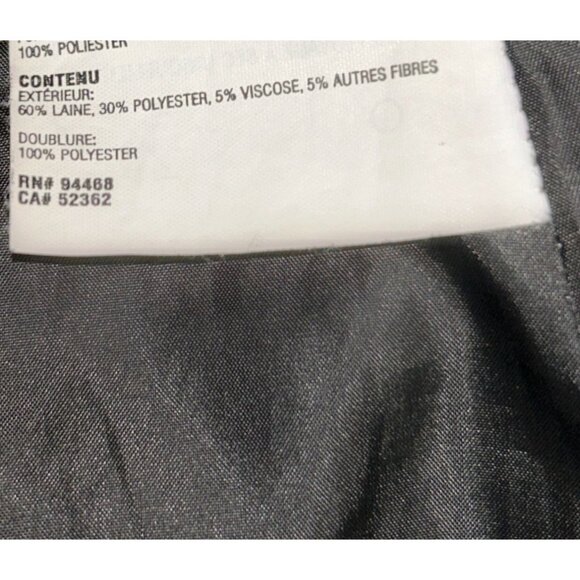 100% POLIESTER
CONTENU
EXTÉRIEUR:
60% LAINE, 30% POLYESTER, 5% VISCOSE, 5% AUTRES FIBRES
DOUBLURE:
100% POLYESTER
RN# 94468
CA# 52362